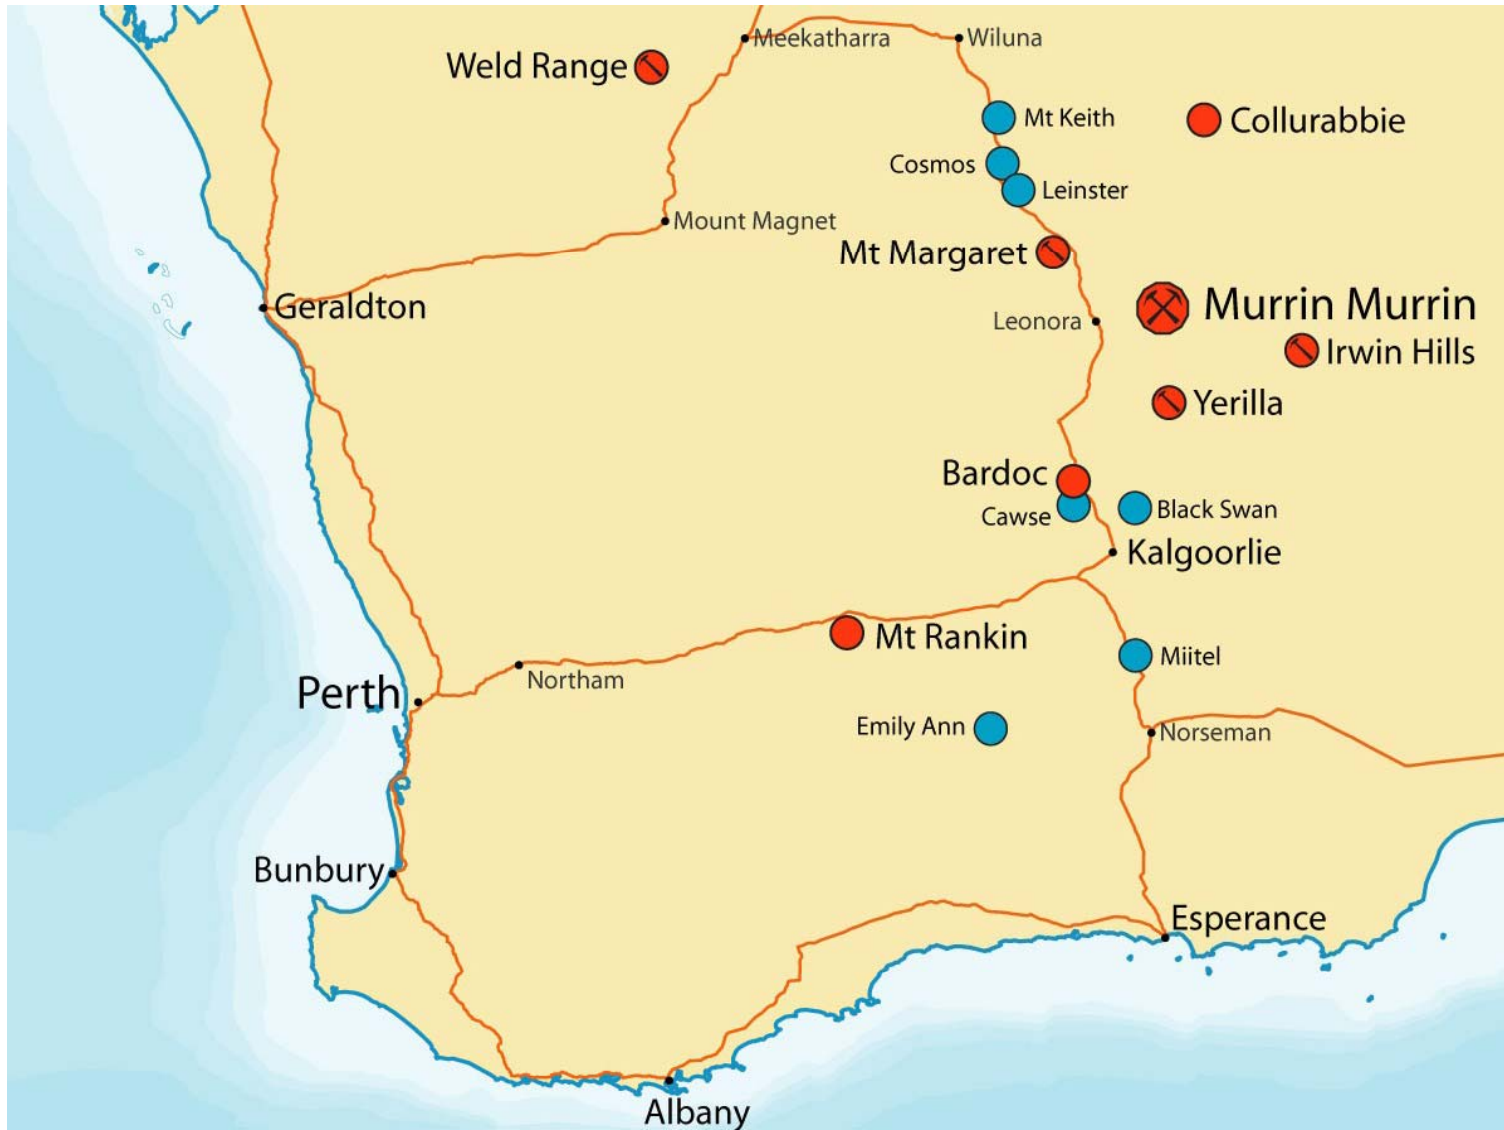 Meekatharra
Wiluna
Weld Range
Mt Keith
Collurabbie
Cosmos
Leinster
Mount Magnet
Mt Margaret
Geraldton
Murrin Murrin
Leonora
Irwin Hills
Yerilla
Bardoc
Cawse
Black Swan
Kalgoorlie
Mt Rankin
Miitel
Northam
Perth
Emily Ann
Norseman
Bunbury
Esperance
Albany